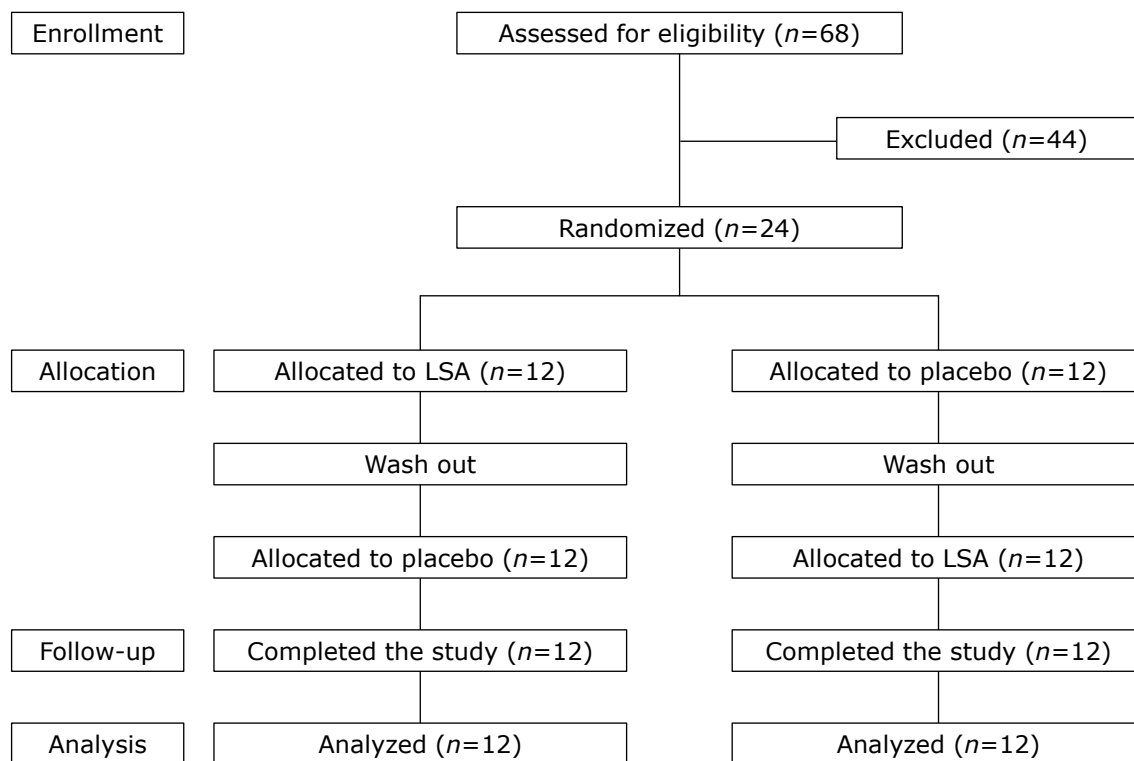 Enrollment
Assessed for eligibility (n=68)
Excluded (n=44)
Randomized (n=24)
Allocation
Allocated to LSA (n=12)
Allocated to placebo (n=12)
Wash out
Wash out
Allocated to placebo (n=12)
Allocated to LSA (n=12)
Follow-up
Completed the study (n=12)
Completed the study (n=12)
Analysis
Analyzed (n=12)
Analyzed (n=12)